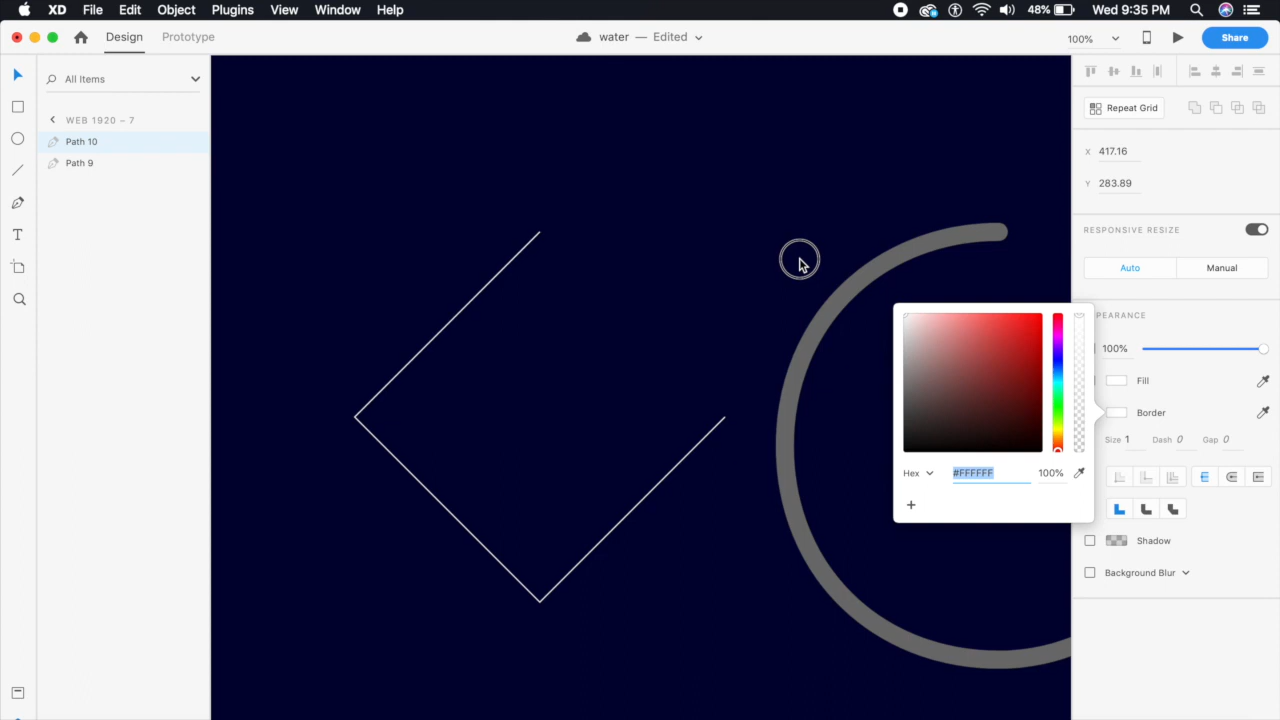 XD File Edit Object Plugins View Window Help 48% Wed 9:35 PM
Design Prototype water — Edited 100% Share
All Items
Repeat Grid
WEB 1920 – 7
Path 10
X 417.16
Path 9
Y 283.89
RESPONSIVE RESIZE
Auto Manual
PEARANCE
100%
Fill
Border
Size 1 Dash 0 Gap 0
Hex #FFFFFF 100%
+
Shadow
Background Blur